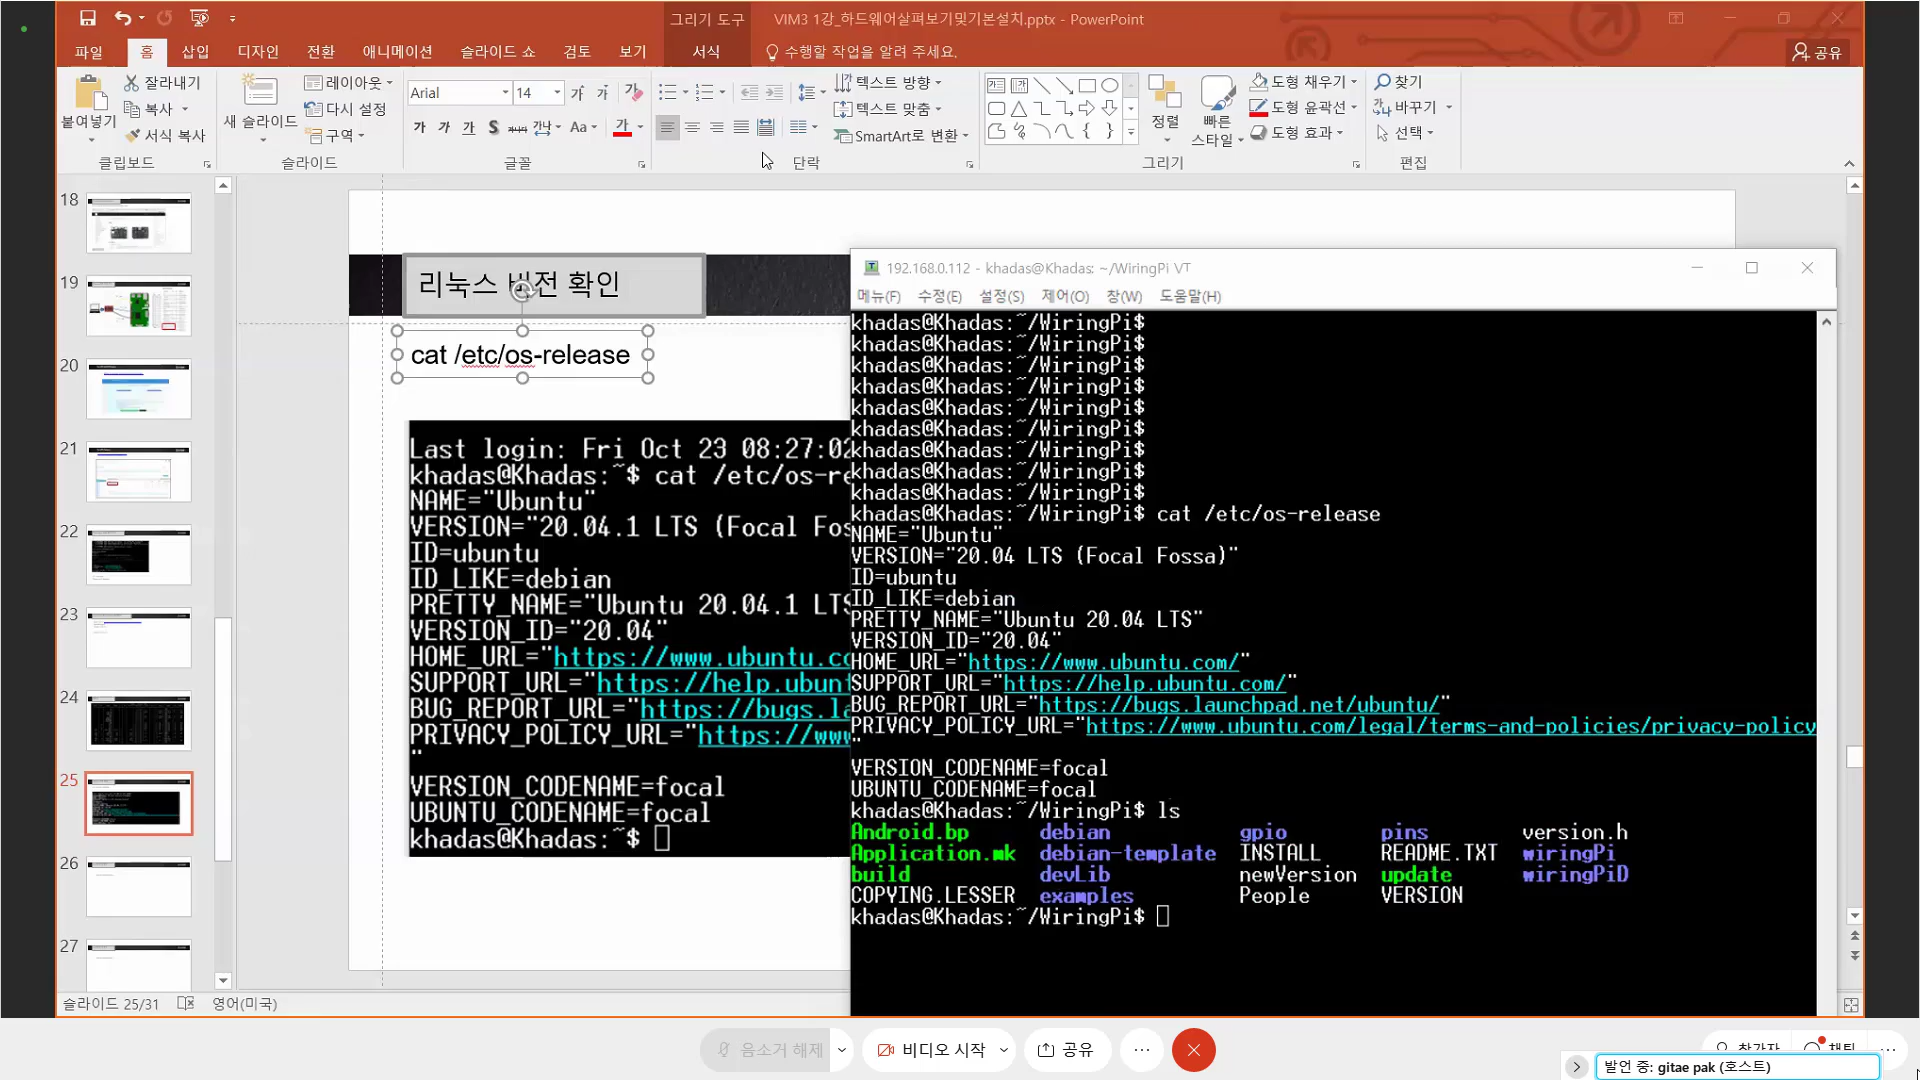 그리기 도구
VIM3 1강_하드웨어살펴보기및기본설치.pptx - PowerPoint
파일
홈
삽입
디자인
전환
애니메이션
슬라이드 쇼
검토
보기
서식
수행할 작업을 알려 주세요.
공유
붙여넣기
잘라내기
복사
서식 복사
클립보드
새 슬라이드
레이아웃
다시 설정
구역
슬라이드
Arial
14
가
가
가
S
Aa
가
글꼴
텍스트 방향
텍스트 맞춤
SmartArt로 변환
단락
정렬
빠른
스타일
도형 채우기
도형 윤곽선
도형 효과
그리기
찾기
바꾸기
선택
편집
18
19
20
21
22
23
24
25
26
27
리눅스 버전 확인
cat /etc/os-release
Last login: Fri Oct 23 08:27:02
khadas@Khadas:~$ cat /etc/os-re
NAME="Ubuntu"
VERSION="20.04.1 LTS (Focal Fos
ID=ubuntu
ID_LIKE=debian
PRETTY_NAME="Ubuntu 20.04.1 LTS
VERSION_ID="20.04"
HOME_URL="https://www.ubuntu.co
SUPPORT_URL="https://help.ubunt
BUG_REPORT_URL="https://bugs.la
PRIVACY_POLICY_URL="https://www
"
VERSION_CODENAME=focal
UBUNTU_CODENAME=focal
khadas@Khadas:~$
192.168.0.112 - khadas@Khadas: ~/WiringPi VT
메뉴(F) 수정(E) 설정(S) 제어(O) 창(W) 도움말(H)
khadas@Khadas:~/WiringPi$
khadas@Khadas:~/WiringPi$
khadas@Khadas:~/WiringPi$
khadas@Khadas:~/WiringPi$
khadas@Khadas:~/WiringPi$
khadas@Khadas:~/WiringPi$
khadas@Khadas:~/WiringPi$
khadas@Khadas:~/WiringPi$
khadas@Khadas:~/WiringPi$
khadas@Khadas:~/WiringPi$ cat /etc/os-release
NAME="Ubuntu"
VERSION="20.04 LTS (Focal Fossa)"
ID=ubuntu
ID_LIKE=debian
PRETTY_NAME="Ubuntu 20.04 LTS"
VERSION_ID="20.04"
HOME_URL="https://www.ubuntu.com/"
SUPPORT_URL="https://help.ubuntu.com/"
BUG_REPORT_URL="https://bugs.launchpad.net/ubuntu/"
PRIVACY_POLICY_URL="https://www.ubuntu.com/legal/terms-and-policies/privacy-policy
"
VERSION_CODENAME=focal
UBUNTU_CODENAME=focal
khadas@Khadas:~/WiringPi$ ls
Android.bp debian gpio pins version.h
Application.mk debian-template INSTALL README.TXT wiringPi
build devLib newVersion update wiringPiD
COPYING.LESSER examples People VERSION
khadas@Khadas:~/WiringPi$
슬라이드 25/31 영어(미국)
음소거 해제
비디오 시작
공유
참가자
채팅
발언 중: gitae pak (호스트)